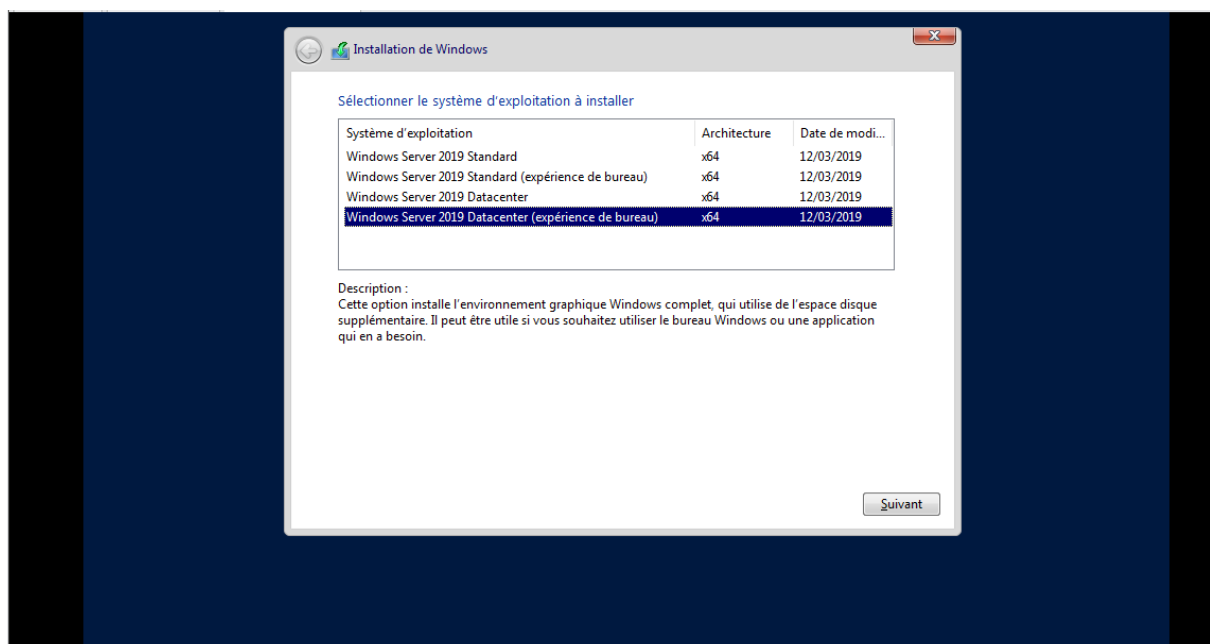 Installation de Windows
Sélectionner le système d'exploitation à installer
Système d'exploitation Architecture Date de modi...
Windows Server 2019 Standard x64 12/03/2019
Windows Server 2019 Standard (expérience de bureau) x64 12/03/2019
Windows Server 2019 Datacenter x64 12/03/2019
Windows Server 2019 Datacenter (expérience de bureau) x64 12/03/2019
Description :
Cette option installe l'environnement graphique Windows complet, qui utilise de l'espace disque
supplémentaire. Il peut être utile si vous souhaitez utiliser le bureau Windows ou une application
qui en a besoin.
Suivant